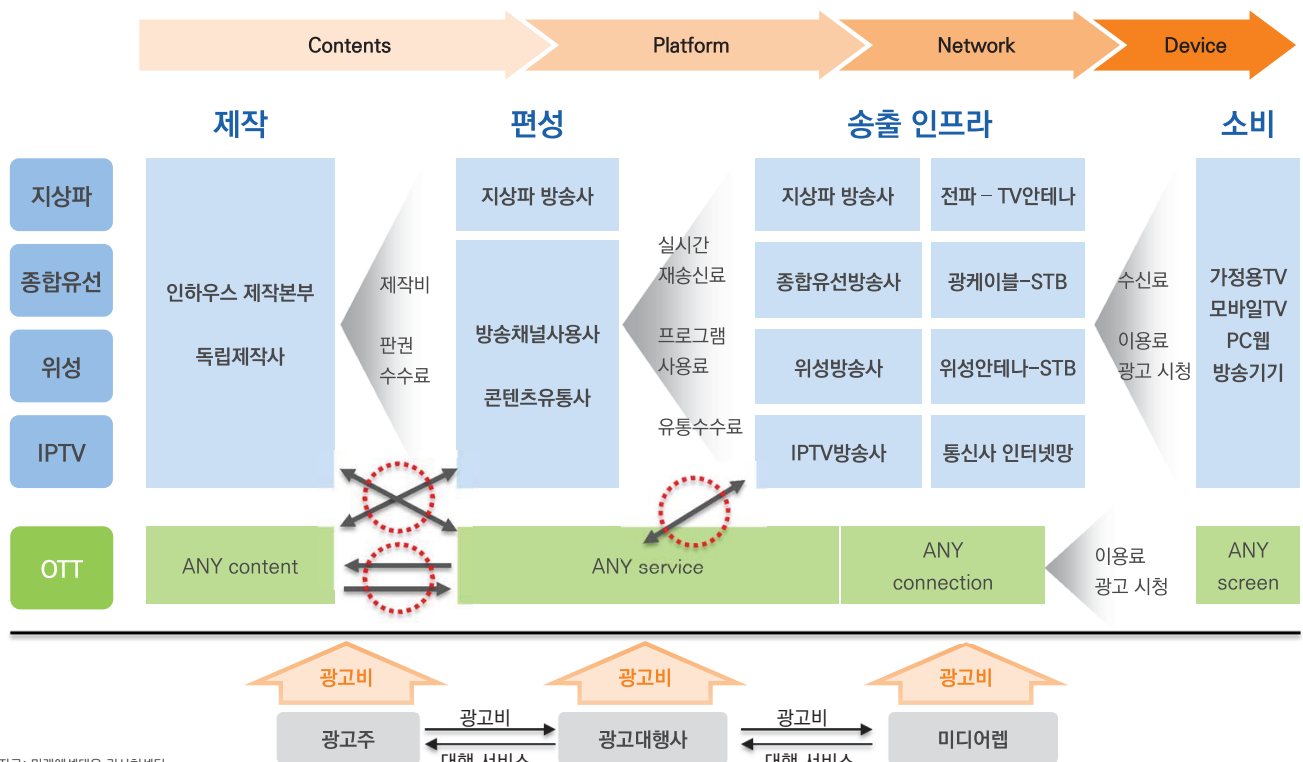 Contents
Platform
Network
Device
제작
편성
송출 인프라
소비
지상파
종합유선
위성
IPTV
OTT
인하우스 제작본부
독립제작사
제작비
판권
수수료
지상파 방송사
방송채널사용사
콘텐츠유통사
실시간
재송신료
프로그램
사용료
유통수수료
지상파 방송사
전파 – TV안테나
종합유선방송사
광케이블-STB
위성방송사
위성안테나-STB
IPTV방송사
통신사 인터넷망
수신료
이용료
광고 시청
가정용TV
모바일TV
PC웹
방송기기
ANY content
ANY service
ANY
connection
이용료
광고 시청
ANY
screen
광고비
광고비
광고비
광고주
광고비
대행 서비스
광고대행사
광고비
대행 서비스
미디어렙